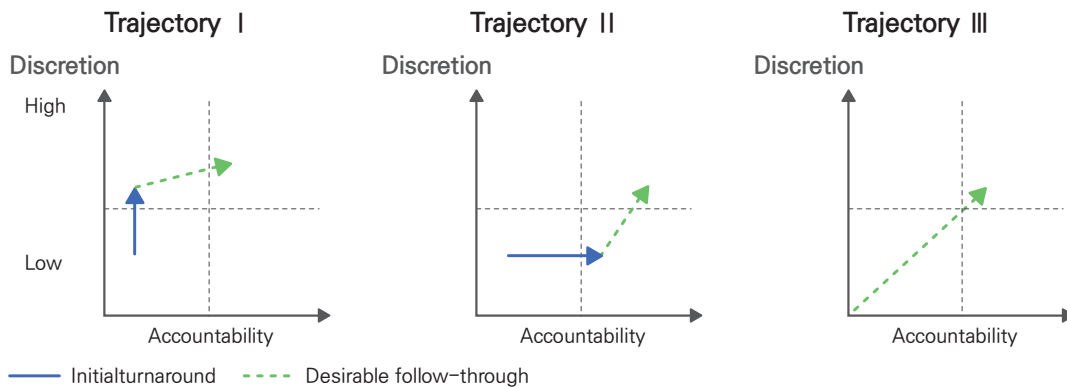 Trajectory Ⅰ
Trajectory Ⅱ
Trajectory Ⅲ
Discretion
Discretion
Discretion
High
Low
Accountability
Accountability
Accountability
Initialturnaround
Desirable follow-through